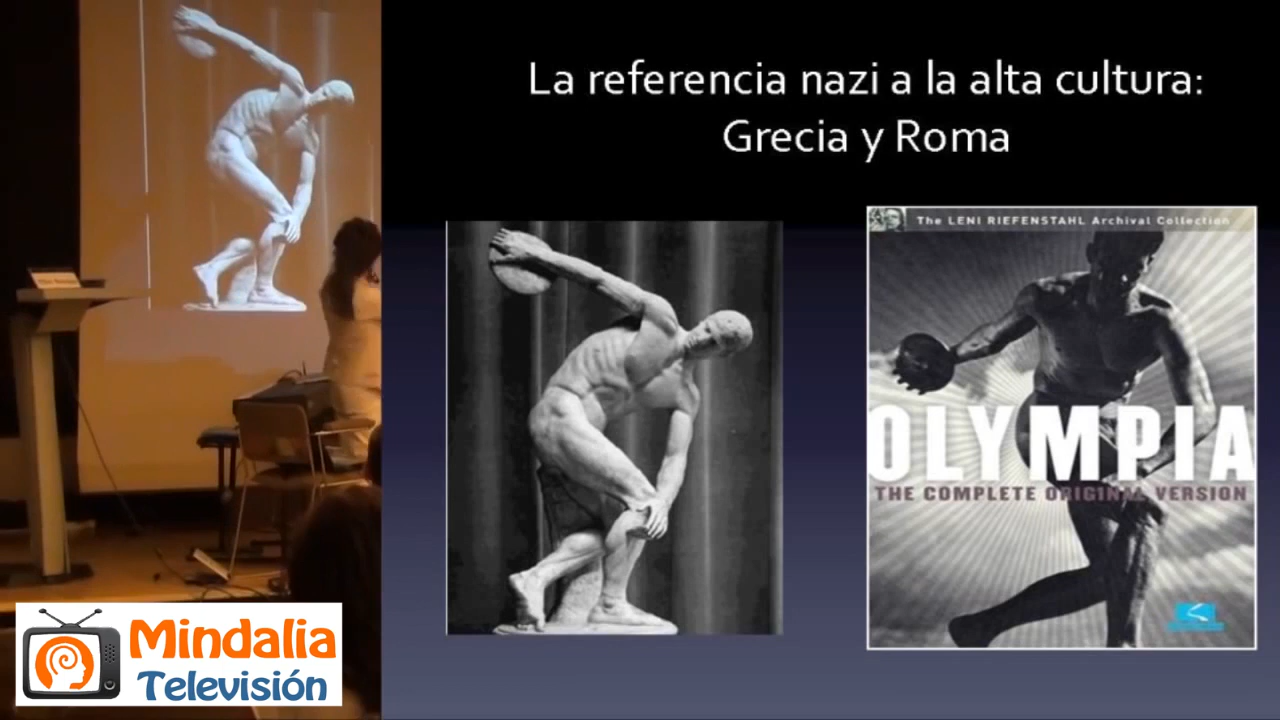 La referencia nazi a la alta cultura:
Grecia y Roma
The LENI RIEFENSTAHL Archival Collection
OLYMPIA
THE COMPLETE ORIGINAL VERSION
Mindalia
Televisión